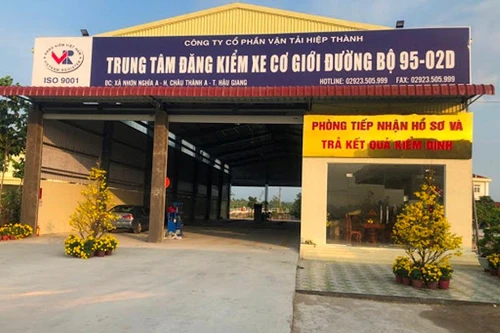 CÔNG TY CỔ PHẦN VẬN TẢI HIỆP THÀNH
TRUNG TÂM ĐĂNG KIỂM XE CƠ GIỚI ĐƯỜNG BỘ 95-02D
ĐC: XÃ NHƠN NGHĨA A - H. CHÂU THÀNH A - T. HẬU GIANG HOTLINE: 02923.505.999 FAX: 02923.505.999
VR
ISO 9001
PHÒNG TIẾP NHẬN HỒ SƠ VÀ
TRẢ KẾT QUẢ KIỂM ĐỊNH